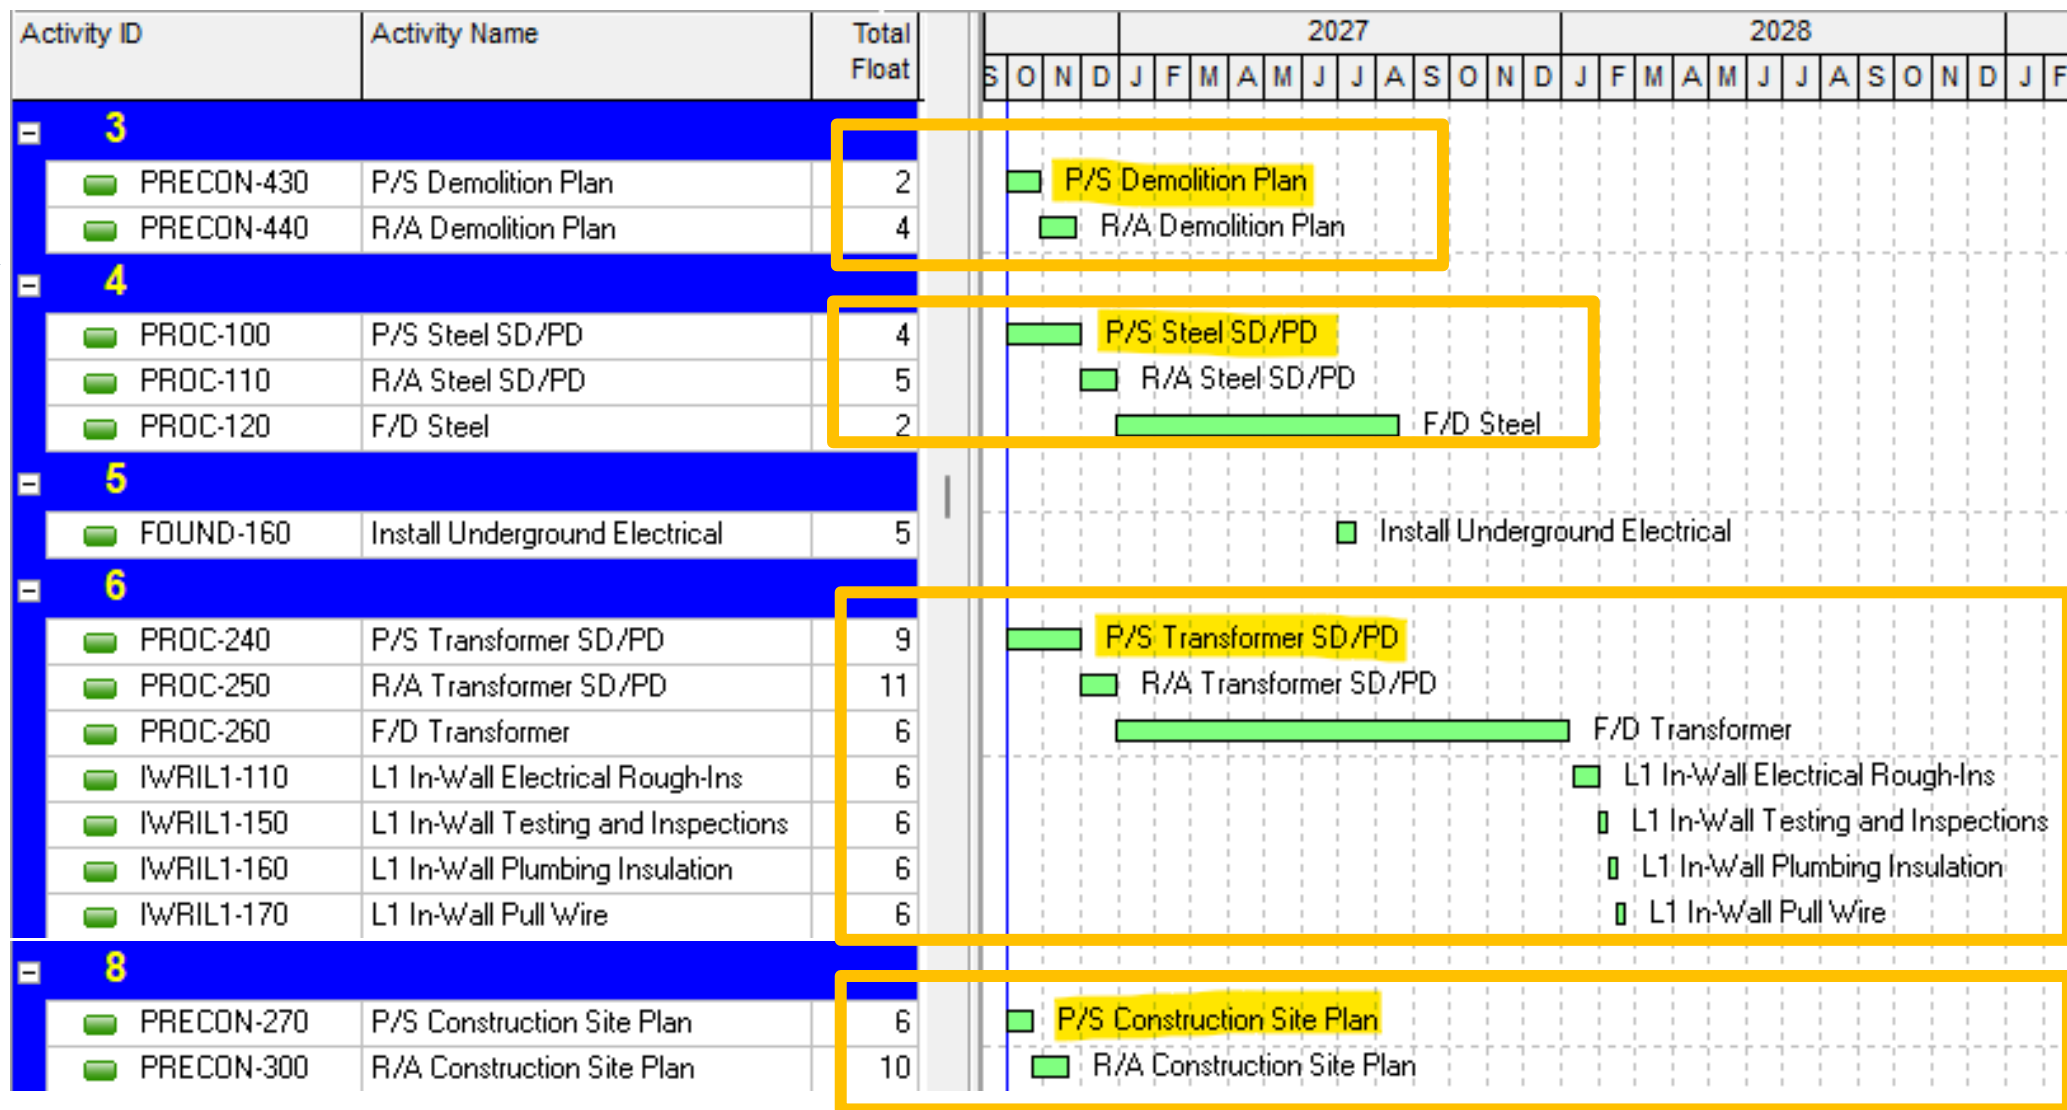 Activity ID Activity Name Total Float 2027 2028
S O N D J F M A M J J A S O N D J F M A M J J A S O N D J F
3
PRECON-430 P/S Demolition Plan 2 P/S Demolition Plan
PRECON-440 R/A Demolition Plan 4 R/A Demolition Plan
4
PROC-100 P/S Steel SD/PD 4 P/S Steel SD/PD
PROC-110 R/A Steel SD/PD 5 R/A Steel SD/PD
PROC-120 F/D Steel 2 F/D Steel
5
FOUND-160 Install Underground Electrical 5 Install Underground Electrical
6
PROC-240 P/S Transformer SD/PD 9 P/S Transformer SD/PD
PROC-250 R/A Transformer SD/PD 11 R/A Transformer SD/PD
PROC-260 F/D Transformer 6 F/D Transformer
IWRIL1-110 L1 In-Wall Electrical Rough-Ins 6 L1 In-Wall Electrical Rough-Ins
IWRIL1-150 L1 In-Wall Testing and Inspections 6 L1 In-Wall Testing and Inspections
IWRIL1-160 L1 In-Wall Plumbing Insulation 6 L1 In-Wall Plumbing Insulation
IWRIL1-170 L1 In-Wall Pull Wire 6 L1 In-Wall Pull Wire
8
PRECON-270 P/S Construction Site Plan 6 P/S Construction Site Plan
PRECON-300 R/A Construction Site Plan 10 R/A Construction Site Plan